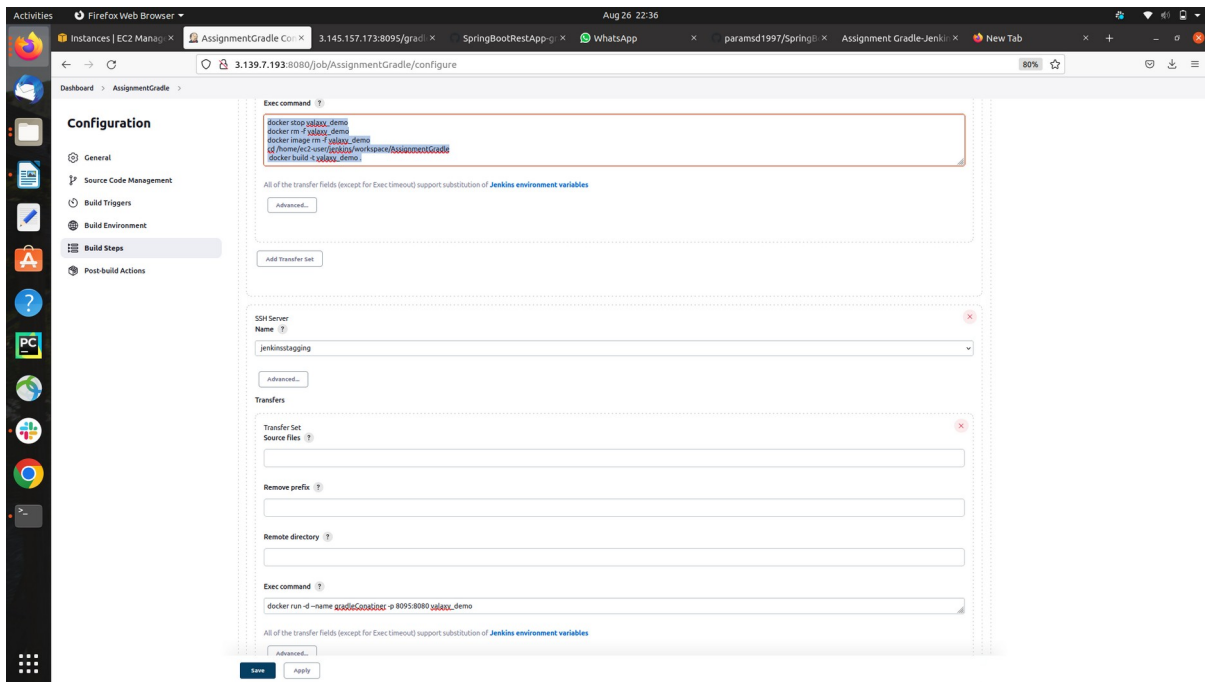 Activities
Firefox Web Browser
Aug 26 22:36
Instances | EC2 Manag
AssignmentGradle Con
3.145.157.173:8095/gradl
SpringBootRestApp-gr
WhatsApp
paramsd1997/SpringB
Assignment Gradle-Jenkin
New Tab
3.139.7.193:8080/job/AssignmentGradle/configure
80%
Dashboard > AssignmentGradle >
Configuration
General
Source Code Management
Build Triggers
Build Environment
Build Steps
Post-build Actions
Exec command ?
docker stop valaxy_demo
docker rm -f valaxy_demo
docker image rm -f valaxy_demo
cd /home/ec2-user/jenkins/workspace/AssignmentGradle
docker build -t valaxy_demo .
All of the transfer fields (except for Exec timeout) support substitution of Jenkins environment variables
Advanced...
Add Transfer Set
SSH Server
Name ?
jenkinsstagging
Advanced...
Transfers
Transfer Set
Source files ?
Remove prefix ?
Remote directory ?
Exec command ?
docker run -d --name gradleConatiner -p 8095:8080 valaxy_demo
All of the transfer fields (except for Exec timeout) support substitution of Jenkins environment variables
Advanced...
Save
Apply